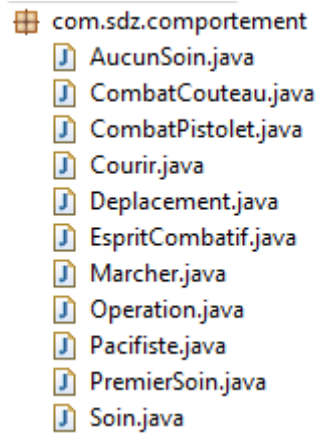 com.sdz.comportement
AucunSoin.java
CombatCouteau.java
CombatPistolet.java
Courir.java
Deplacement.java
EspritCombatif.java
Marcher.java
Operation.java
Pacifiste.java
PremierSoin.java
Soin.java